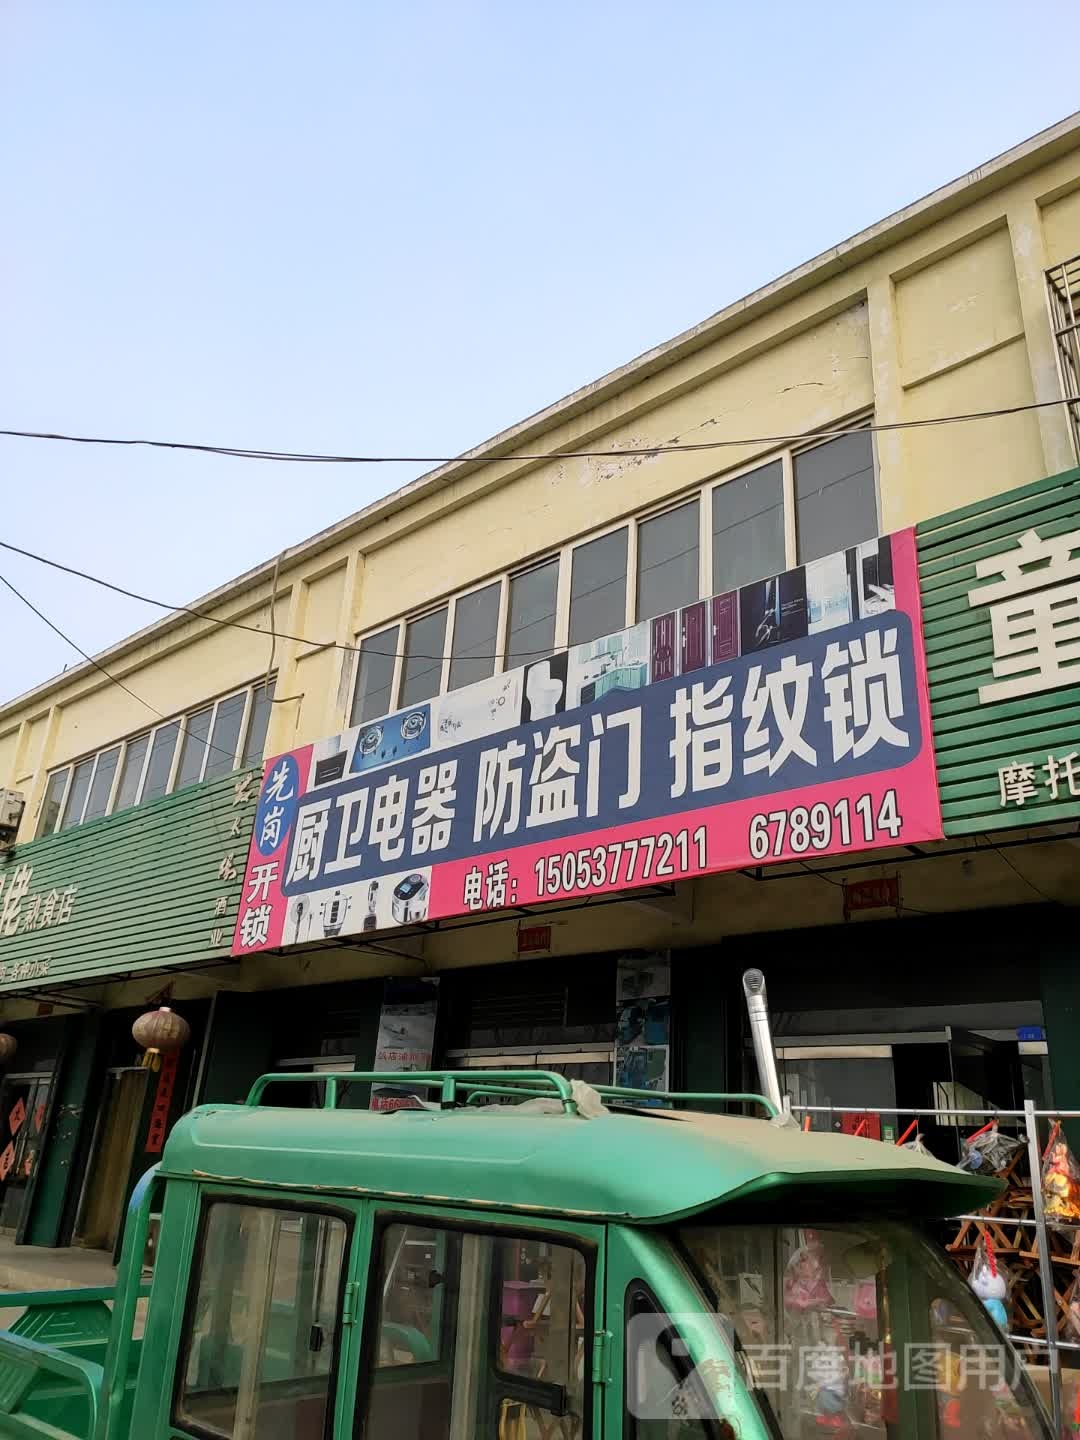 先岗
开锁
厨卫电器 防盗门 指纹锁
电话：15053777211 6789114
童
摩托
熟食店
酒业
百度地图用户